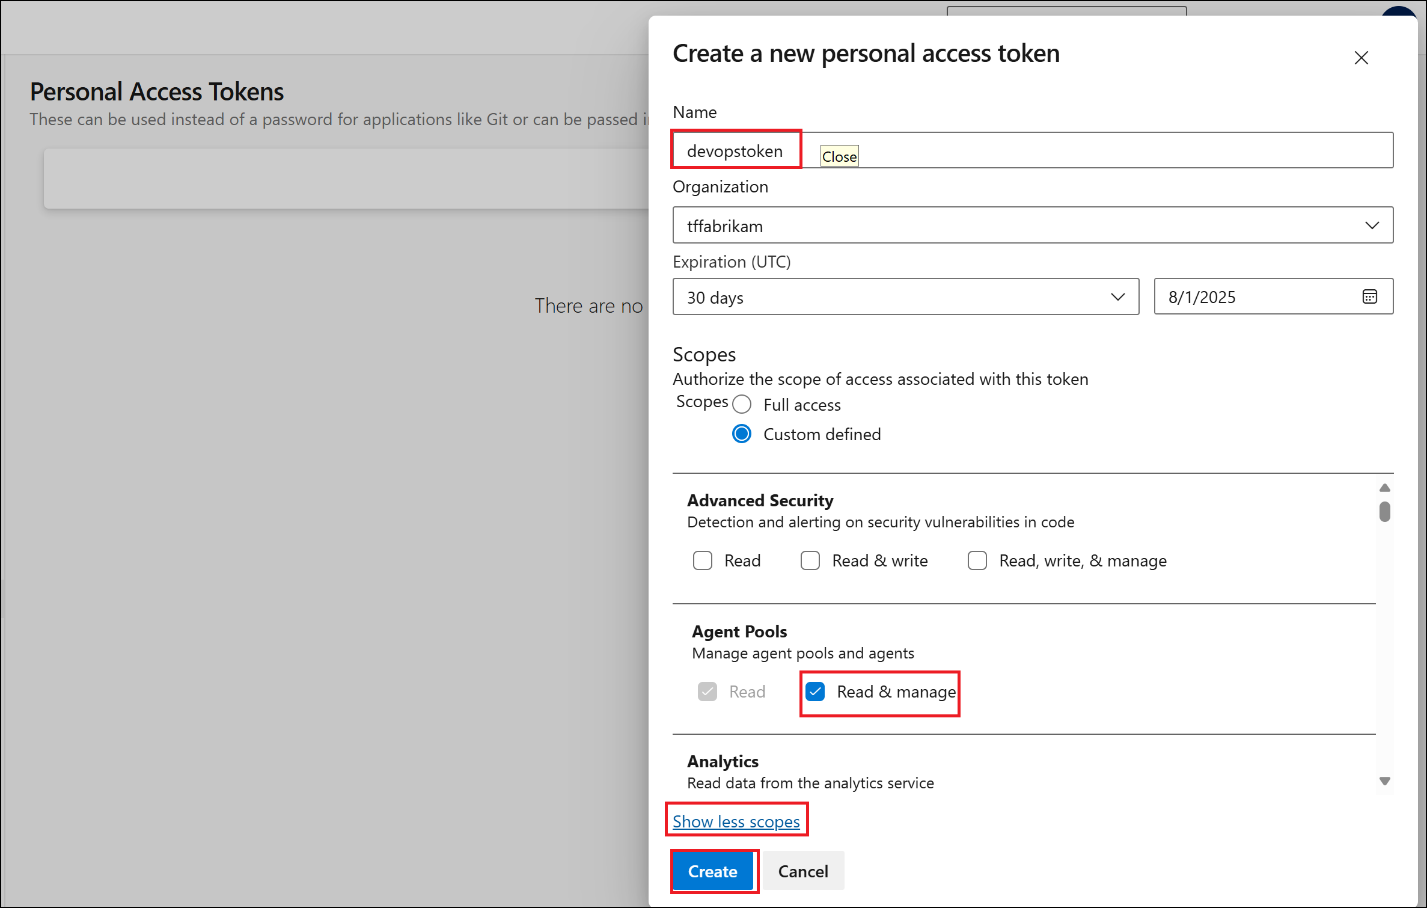 Personal Access Tokens
These can be used instead of a password for applications like Git or can be passed i
There are no
Create a new personal access token
Name
devopstoken
Close
Organization
tffabrikam
Expiration (UTC)
30 days
8/1/2025
Scopes
Authorize the scope of access associated with this token
Scopes Full access
Custom defined
Advanced Security
Detection and alerting on security vulnerabilities in code
Read Read & write Read, write, & manage
Agent Pools
Manage agent pools and agents
Read Read & manage
Analytics
Read data from the analytics service
Show less scopes
Create Cancel